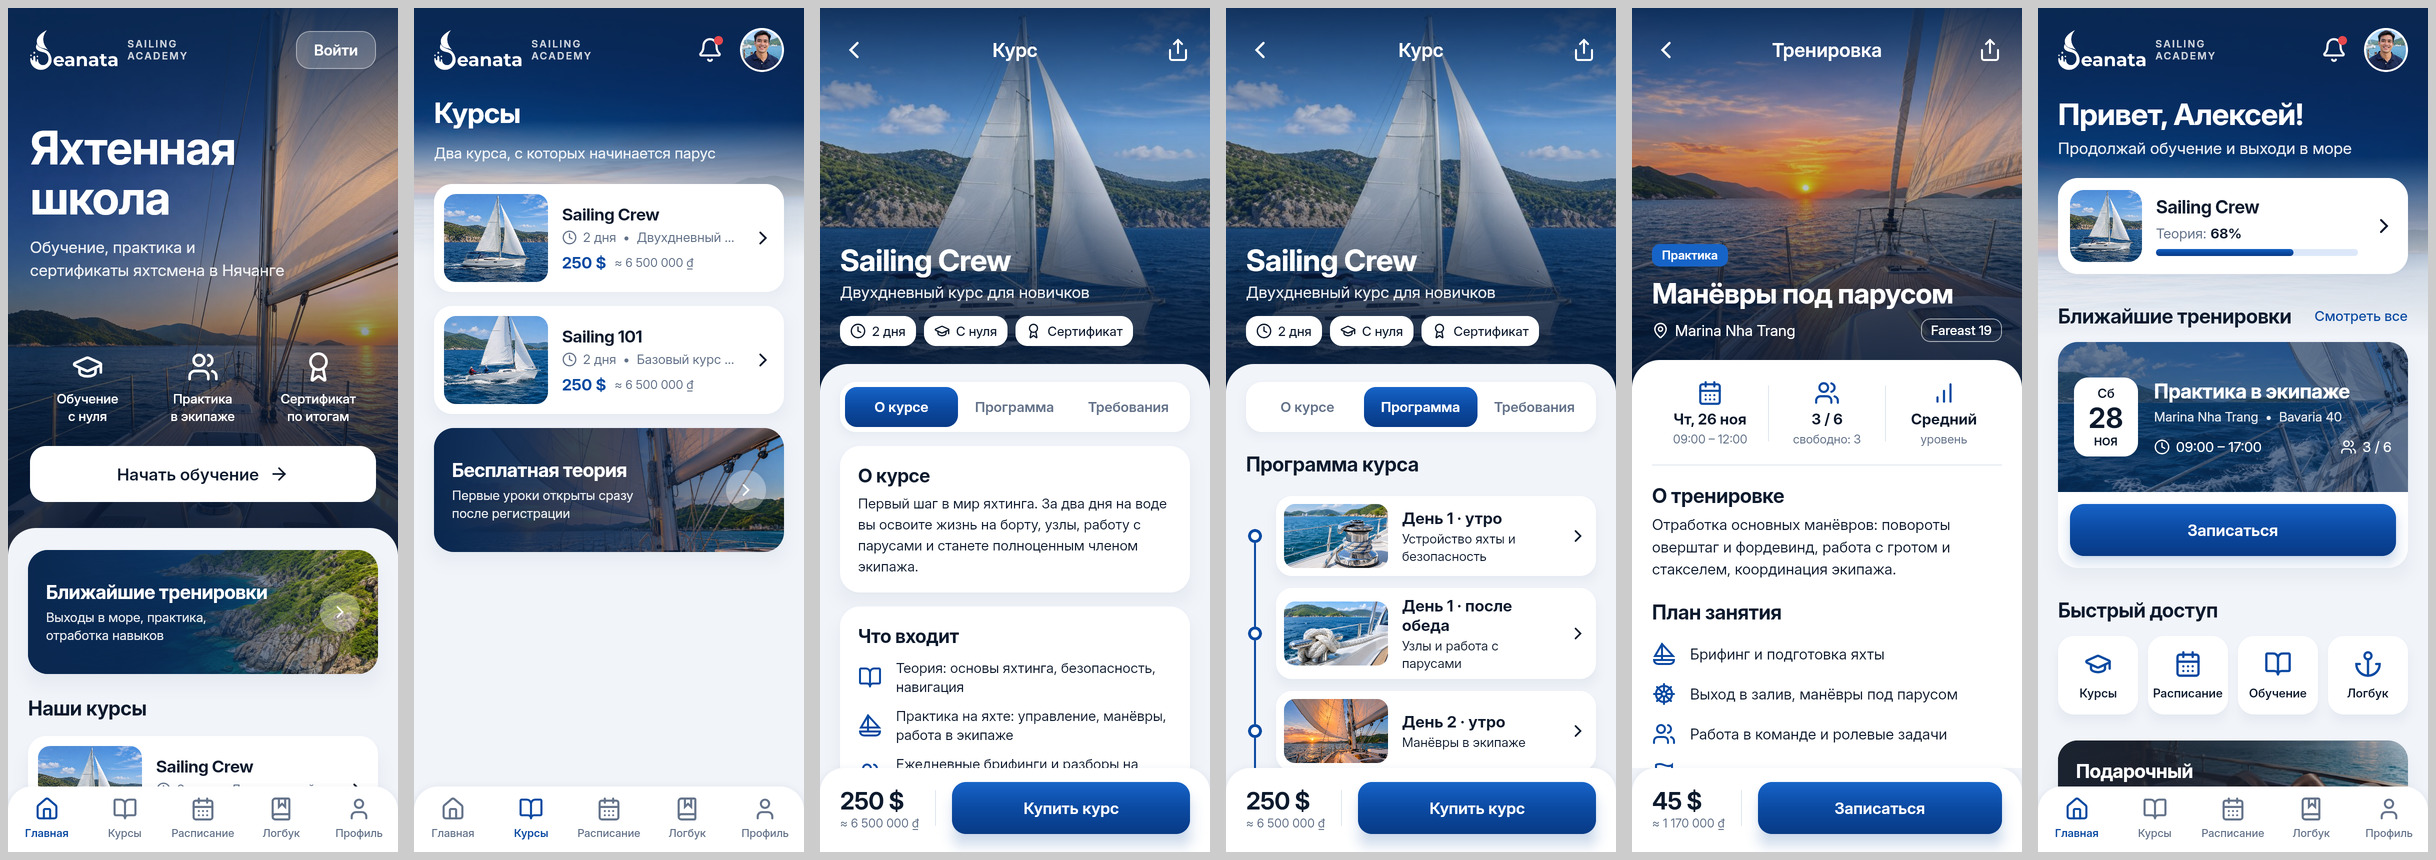 Seanata
SAILING
ACADEMY
Войти
Яхтенная
школа
Обучение, практика и
сертификаты яхтсмена в Нячанге
Обучение
с нуля
Практика
в экипаже
Сертификат
по итогам
Начать обучение
Ближайшие тренировки
Выходы в море, практика,
отработка навыков
Наши курсы
Sailing Crew
Главная
Курсы
Расписание
Логбук
Профиль
Seanata
SAILING
ACADEMY
Курсы
Два курса, с которых начинается парус
Sailing Crew
2 дня • Двухдневный ...
250 $ ≈ 6 500 000 ₫
Sailing 101
2 дня • Базовый курс ...
250 $ ≈ 6 500 000 ₫
Бесплатная теория
Первые уроки открыты сразу
после регистрации
Главная
Курсы
Расписание
Логбук
Профиль
Курс
Sailing Crew
Двухдневный курс для новичков
2 дня
С нуля
Сертификат
О курсе
Программа
Требования
О курсе
Первый шаг в мир яхтинга. За два дня на воде
вы освоите жизнь на борту, узлы, работу с
парусами и станете полноценным членом
экипажа.
Что входит
Теория: основы яхтинга, безопасность,
навигация
Практика на яхте: управление, манёвры,
работа в экипаже
Ежедневные брифинги и разборы на
250 $
≈ 6 500 000 ₫
Купить курс
Курс
Sailing Crew
Двухдневный курс для новичков
2 дня
С нуля
Сертификат
О курсе
Программа
Требования
Программа курса
День 1 · утро
Устройство яхты и
безопасность
День 1 · после
обеда
Узлы и работа с
парусами
День 2 · утро
Манёвры в экипаже
250 $
≈ 6 500 000 ₫
Купить курс
Тренировка
Практика
Манёвры под парусом
Marina Nha Trang
Fareast 19
Чт, 26 ноя
09:00 – 12:00
3 / 6
свободно: 3
Средний
уровень
О тренировке
Отработка основных манёвров: повороты
оверштаг и фордевинд, работа с гротом и
стакселем, координация экипажа.
План занятия
Брифинг и подготовка яхты
Выход в залив, манёвры под парусом
Работа в команде и ролевые задачи
45 $
≈ 1 170 000 ₫
Записаться
Seanata
SAILING
ACADEMY
Привет, Алексей!
Продолжай обучение и выходи в море
Sailing Crew
Теория: 68%
Ближайшие тренировки
Смотреть все
Сб
28
ноя
Практика в экипаже
Marina Nha Trang • Bavaria 40
09:00 – 17:00
3 / 6
Записаться
Быстрый доступ
Курсы
Расписание
Обучение
Логбук
Подарочный
Главная
Курсы
Расписание
Логбук
Профиль